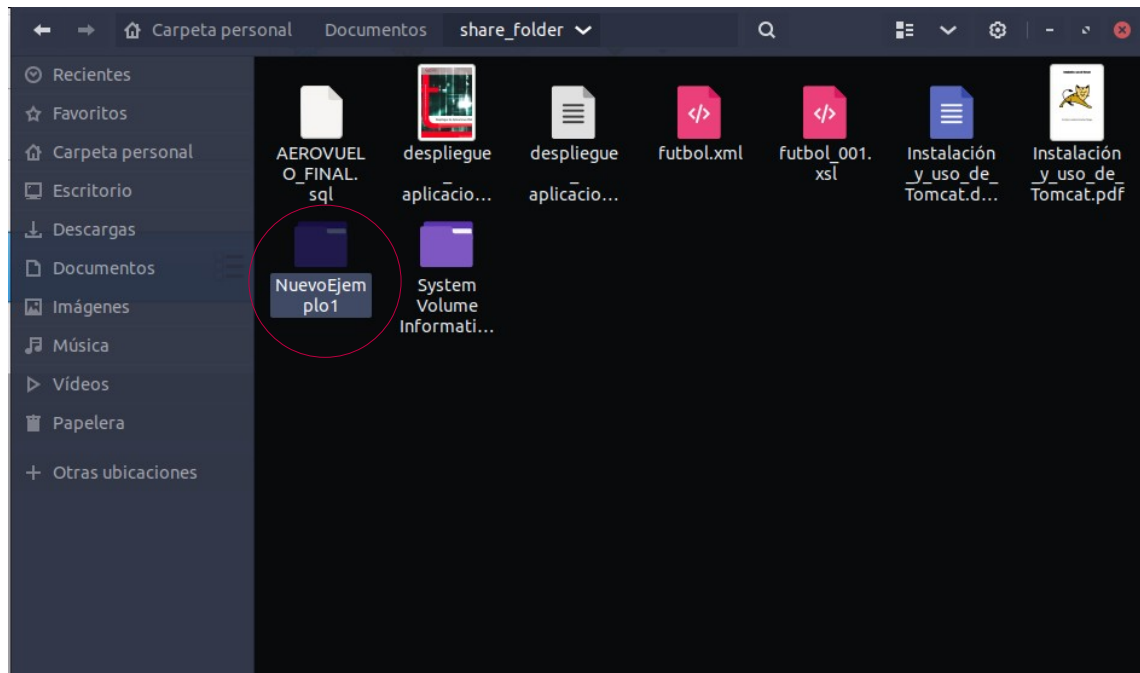 Carpeta personal Documentos share_folder
Recientes
Favoritos
Carpeta personal
Escritorio
Descargas
Documentos
Imágenes
Música
Vídeos
Papelera
Otras ubicaciones
AEROVUEL
O_FINAL.
sql
despliegue
_
aplicacio...
despliegue
_
aplicacio...
futbol.xml
futbol_001.
xsl
Instalación
_y_uso_de_
Tomcat.d...
Instalación
_y_uso_de_
Tomcat.pdf
NuevoEjem
plo1
System
Volume
Informati...